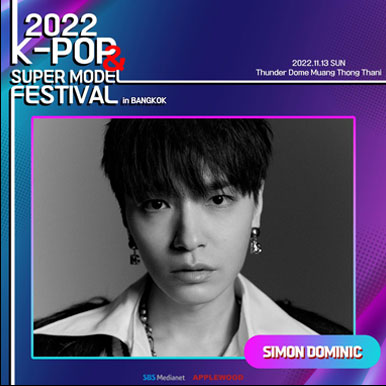 2022
K-POP &
SUPER MODEL
FESTIVAL in BANGKOK
2022.11.13 SUN
Thunder Dome Muang Thong Thani
SIMON DOMINIC
SBS Medianet APPLEWOOD